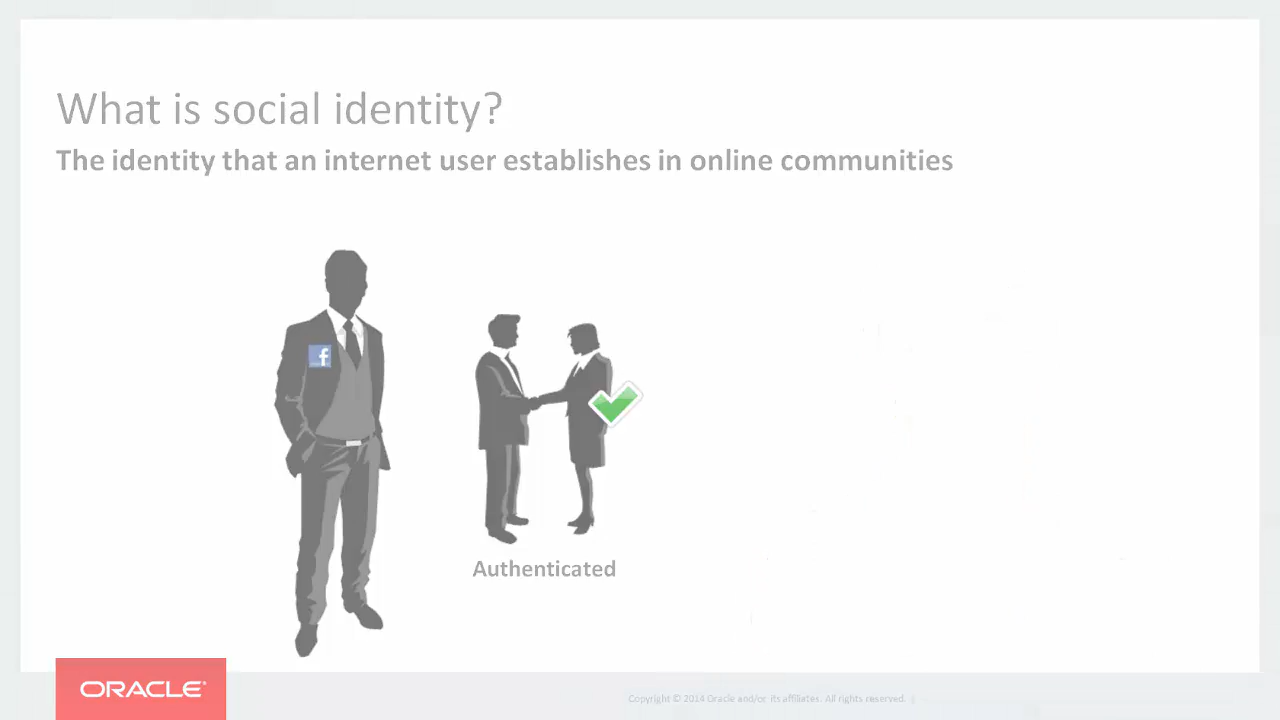 What is social identity?
The identity that an internet user establishes in online communities
f
Authenticated
ORACLE®
Copyright © 2014 Oracle and/or its affiliates. All rights reserved. |